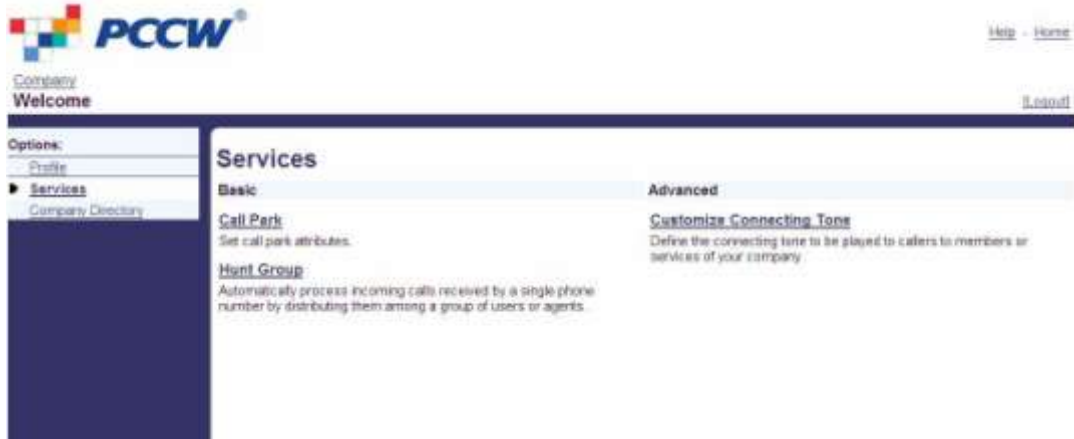 PCCW®
Help - Home
Company
Welcome
[Logout]
Options:
Profile
Services
Company Directory
Services
Basic
Call Park
Set call park attributes.
Hunt Group
Automatically process incoming calls received by a single phone
number by distributing them among a group of users or agents.
Advanced
Customize Connecting Tone
Define the connecting tone to be played to callers to members or
services of your company.